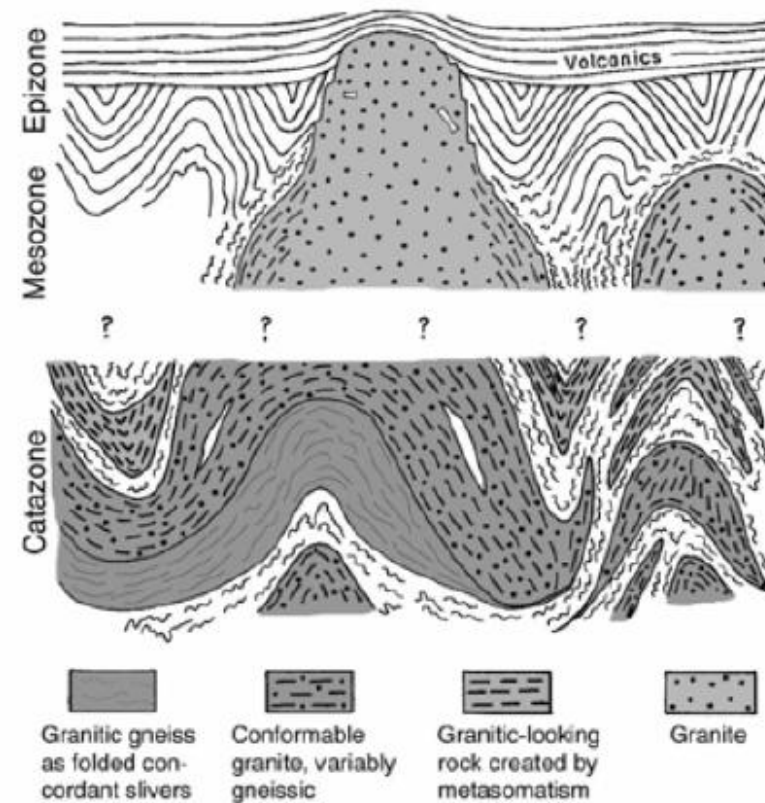 Epizone
Volcanics
Mesozone
? ? ? ? ?
Catazone
Granitic gneiss
as folded con-
cordant slivers
Conformable
granite, variably
gneissic
Granitic-looking
rock created by
metasomatism
Granite